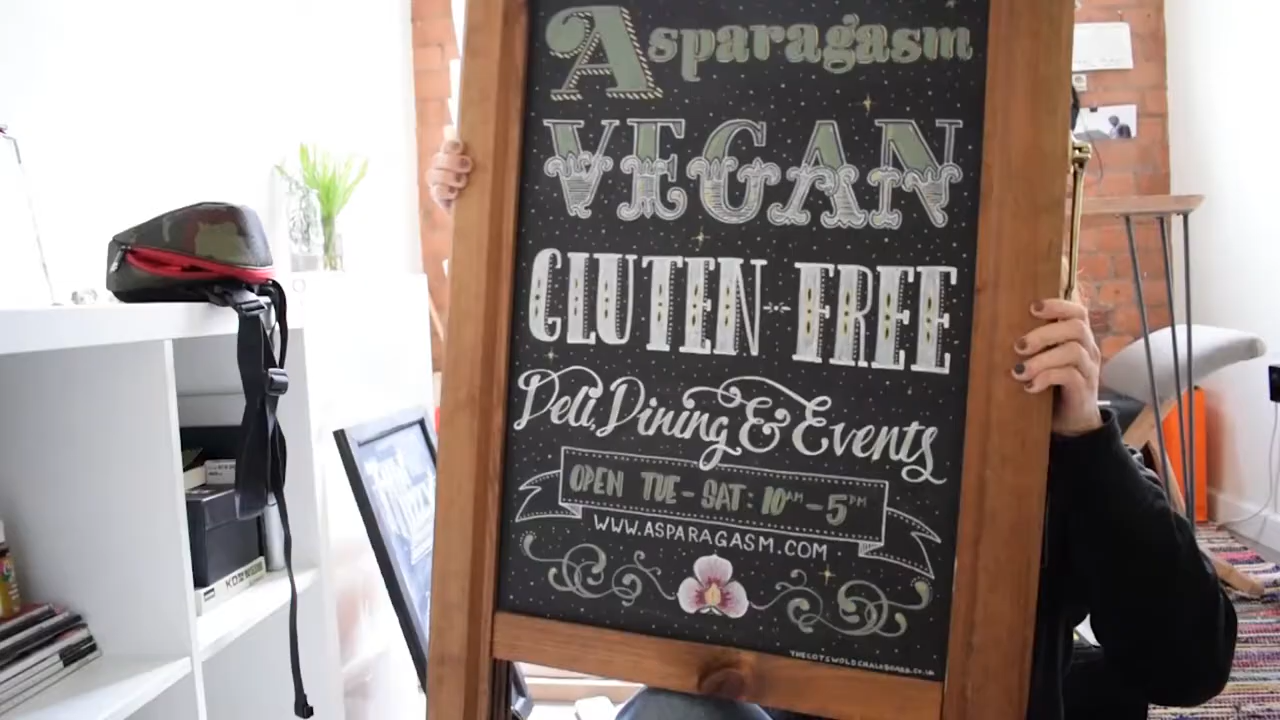 Asparagasm
VEGAN
GLUTEN-FREE
Deli, Dining & Events
OPEN TUE - SAT: 10AM - 5PM
WWW.ASPARAGASM.COM
THECOTSWOLDCHALKBOARD.CO.UK